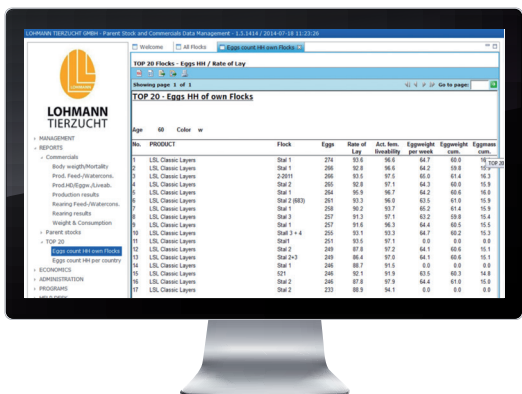 LOHMANN TIERZUCHT GMBH - Parent Stock and Commercials Data Management - 1.5.1414 / 2014-07-18 11:23:26
Welcome All Flocks Eggs count HH own Flocks
TOP 20 Flocks - Eggs HH / Rate of Lay
Showing page 1 of 1 Go to page:
TOP 20 - Eggs HH of own Flocks
LOHMANN
TIERZUCHT
MANAGEMENT
REPORTS
Commercials
Body weigth/Mortality
Prod. Feed-/Watercons.
Prod.HD/Eggw./Liveab.
Production results
Rearing Feed-/Watercons.
Rearing results
Weight & Consumption
Parent stocks
TOP 20
Eggs count HH own Flocks
Eggs count HH por country
ECONOMICS
ADMINISTRATION
PROGRAMS
Age 60 Color w
No. PRODUCT Flock Eggs Rate of Lay Act. fem. liveability Eggweight per week Eggweight cum. Eggmass cum.
1 LSL Classic Layers Stal 1 274 93.6 96.6 64.7 60.0
TOP 20
2 LSL Classic Layers Stal 1 266 92.8 96.6 64.2 59.8
3 LSL Classic Layers 2-2011 266 93.5 97.5 65.0 61.4 16.3
4 LSL Classic Layers Stal 2 265 92.8 97.1 64.3 60.0 15.9
5 LSL Classic Layers Stal 1 264 95.9 96.7 64.2 60.6 16.0
6 LSL Classic Layers Stal 2 (683) 261 93.3 96.0 63.5 61.0 15.9
7 LSL Classic Layers Stal 1 258 90.2 93.7 65.2 61.4 15.9
8 LSL Classic Layers Stal 3 257 91.3 97.1 63.2 59.8 15.4
9 LSL Classic Layers Stal 1 257 91.6 96.3 64.4 60.5 15.5
10 LSL Classic Layers Stall 3 + 4 255 93.1 93.3 64.7 60.2 15.3
11 LSL Classic Layers Stal1 251 93.5 97.1 0.0 0.0 0.0
12 LSL Classic Layers Stal 2 249 87.8 97.2 64.1 60.6 15.1
13 LSL Classic Layers Stal 2+3 249 86.4 97.0 64.1 60.6 15.1
14 LSL Classic Layers Stal 1 246 88.7 91.5 0.0 0.0 0.0
15 LSL Classic Layers 521 246 92.1 91.9 63.5 60.3 14.8
16 LSL Classic Layers Stal 2 246 87.8 97.9 64.4 61.0 15.0
17 LSL Classic Layers Stal 2 233 88.9 94.1 0.0 0.0 0.0